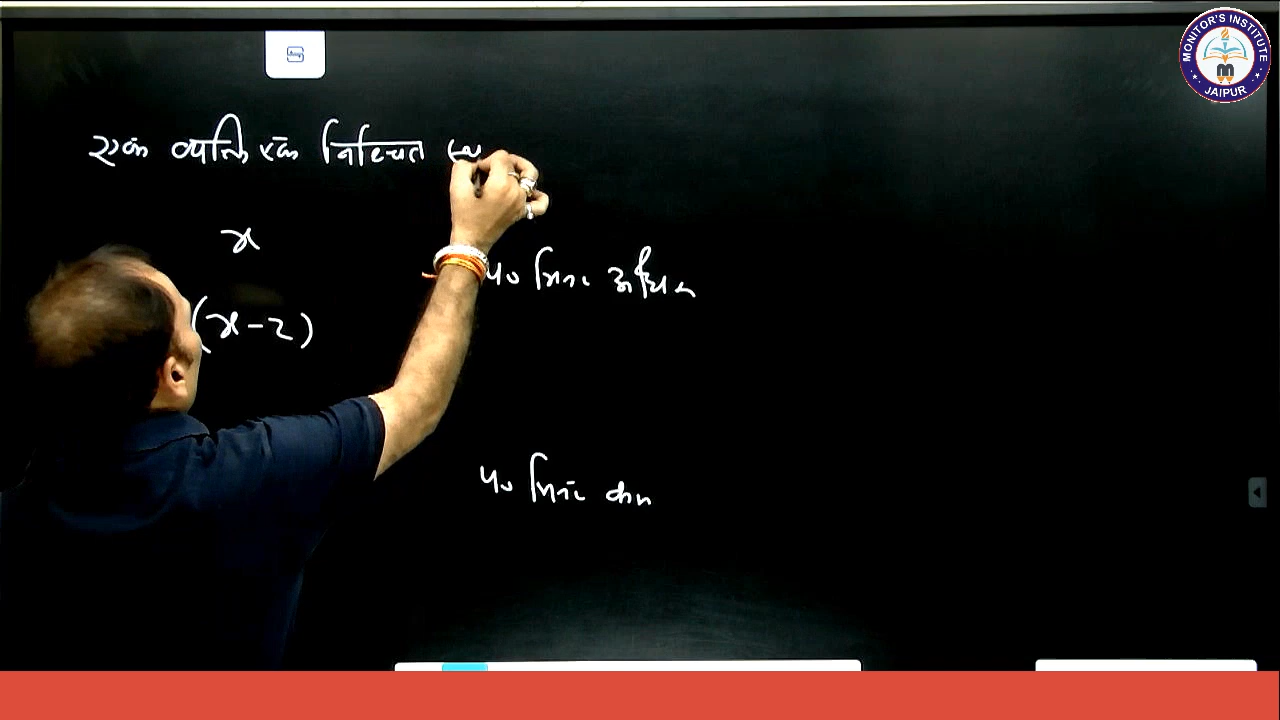 एक व्यक्ति एक निश्चित स्थ
x
(x-2)
40 मिनट अधिक
40 मिनट कम
MONITOR'S INSTITUTE
JAIPUR